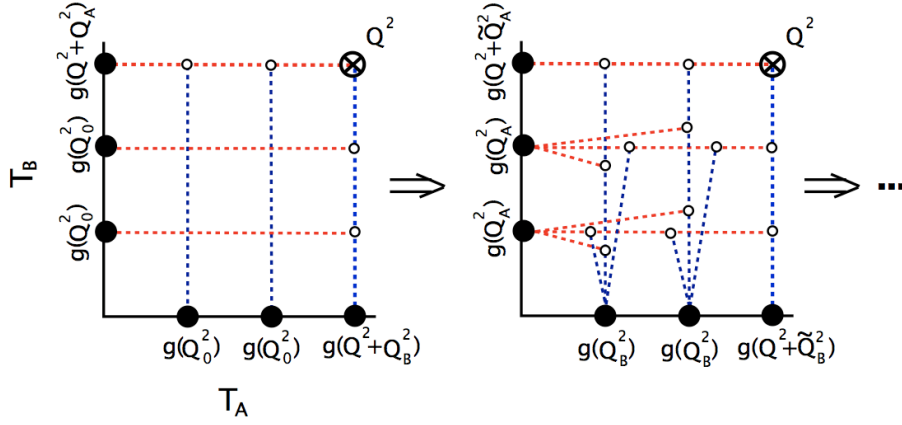 Q²
g(Q²+Q²_A)
g(Q²_0)
g(Q²_0)
T_B
g(Q²_0)
g(Q²_0)
g(Q²+Q²_B)
T_A
Q²
g(Q²+Q̃²_A)
g(Q²_A)
g(Q²_A)
g(Q²_B)
g(Q²_B)
g(Q²+Q̃²_B)
...